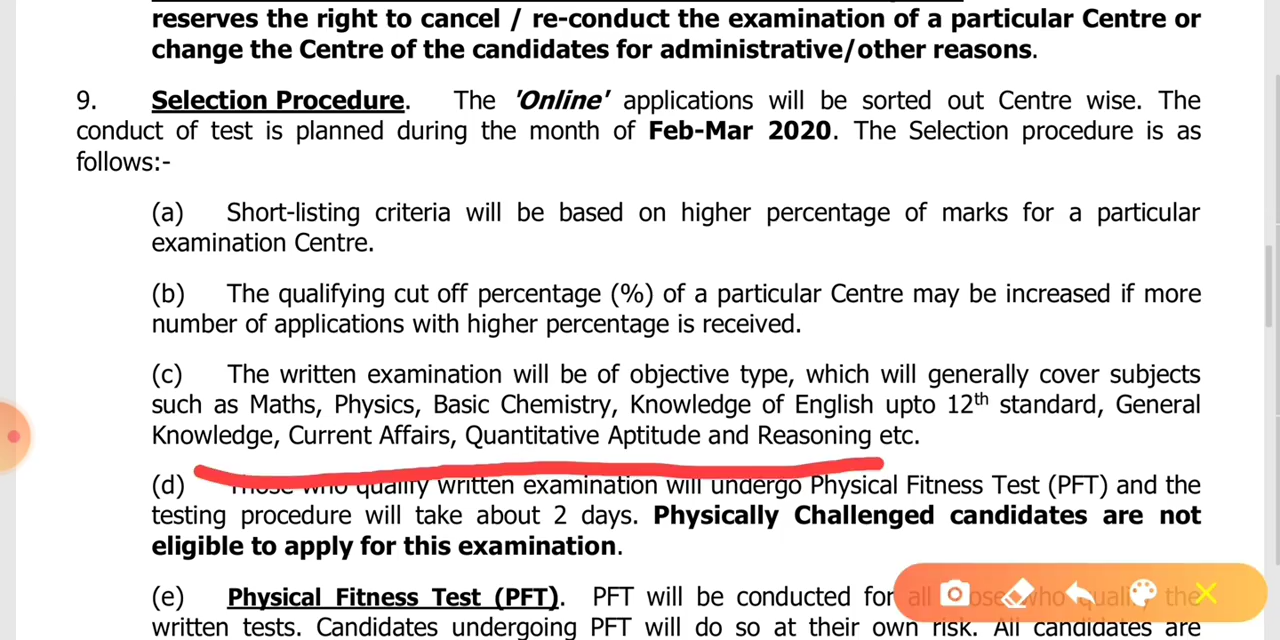 reserves the right to cancel / re-conduct the examination of a particular Centre or
change the Centre of the candidates for administrative/other reasons.
9. Selection Procedure. The 'Online' applications will be sorted out Centre wise. The
conduct of test is planned during the month of Feb-Mar 2020. The Selection procedure is as
follows:-
(a) Short-listing criteria will be based on higher percentage of marks for a particular
examination Centre.
(b) The qualifying cut off percentage (%) of a particular Centre may be increased if more
number of applications with higher percentage is received.
(c) The written examination will be of objective type, which will generally cover subjects
such as Maths, Physics, Basic Chemistry, Knowledge of English upto 12th standard, General
Knowledge, Current Affairs, Quantitative Aptitude and Reasoning etc.
(d) Those who qualify written examination will undergo Physical Fitness Test (PFT) and the
testing procedure will take about 2 days. Physically Challenged candidates are not
eligible to apply for this examination.
(e) Physical Fitness Test (PFT). PFT will be conducted for all those who qualify the
written tests. Candidates undergoing PFT will do so at their own risk. All candidates are